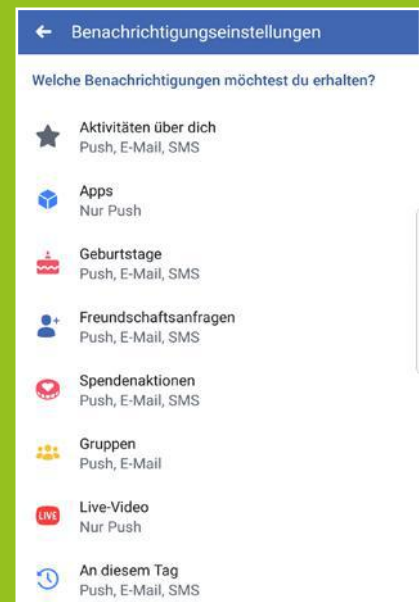 Benachrichtigungseinstellungen
Welche Benachrichtigungen möchtest du erhalten?
Aktivitäten über dich
Push, E-Mail, SMS
Apps
Nur Push
Geburtstage
Push, E-Mail, SMS
Freundschaftsanfragen
Push, E-Mail, SMS
Spendenaktionen
Push, E-Mail, SMS
Gruppen
Push, E-Mail
LIVE Live-Video
Nur Push
An diesem Tag
Push, E-Mail, SMS